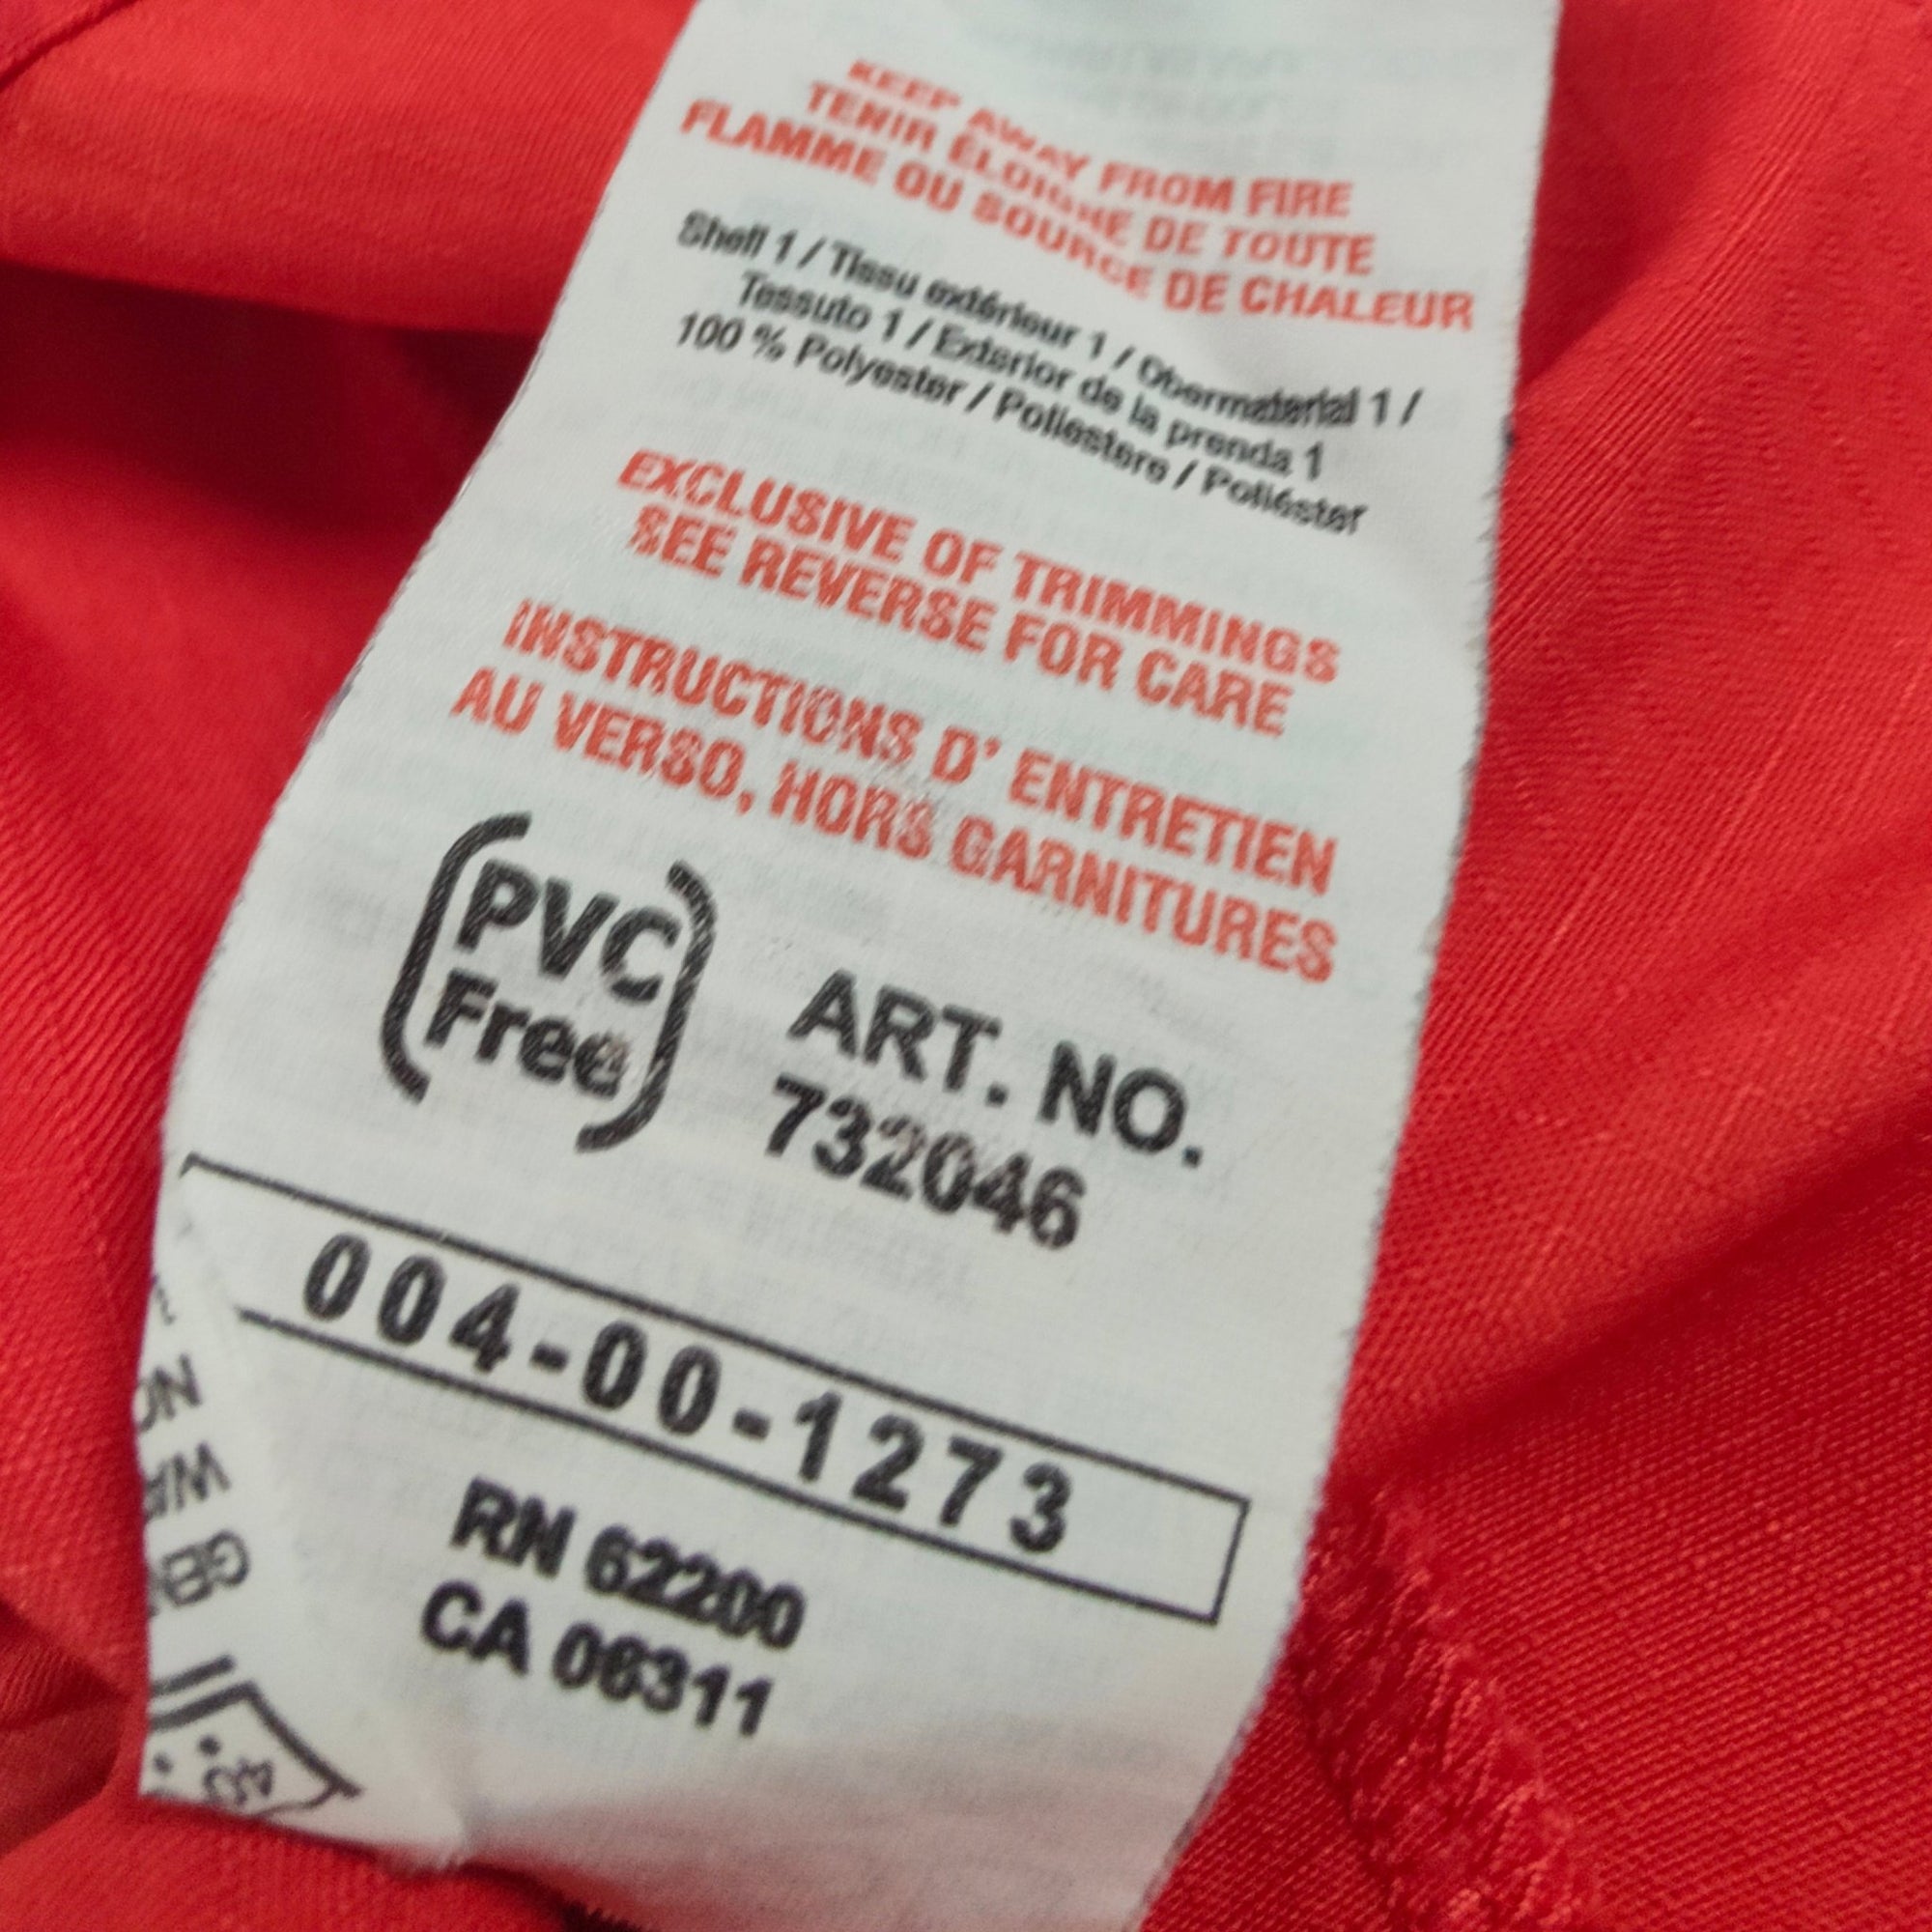 KEEP AWAY FROM FIRE
TENIR ÉLOIGNE DE TOUTE
FLAMME OU SOURCE DE CHALEUR
Shell 1 / Tissu extérieur 1 / Obermaterial 1 /
Tessuto 1 / Exterior de la prenda 1
100 % Polyester / Poliestere / Poliéster
EXCLUSIVE OF TRIMMINGS
SEE REVERSE FOR CARE
INSTRUCTIONS D' ENTRETIEN
AU VERSO, HORS GARNITURES
PVC
Free
ART. NO.
732046
004-00-1273
RN 62200
CA 06311